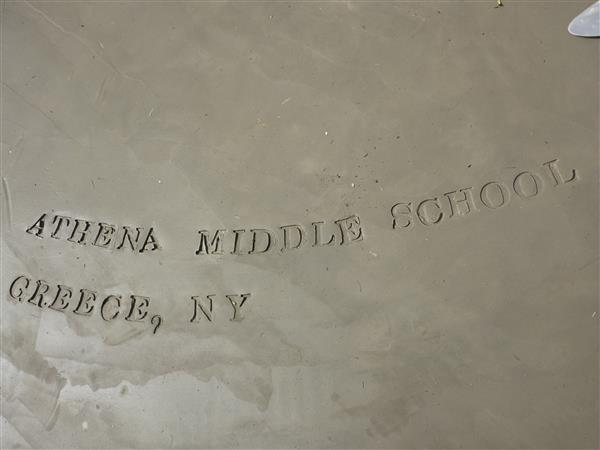 ATHENA MIDDLE SCHOOL
GREECE, NY